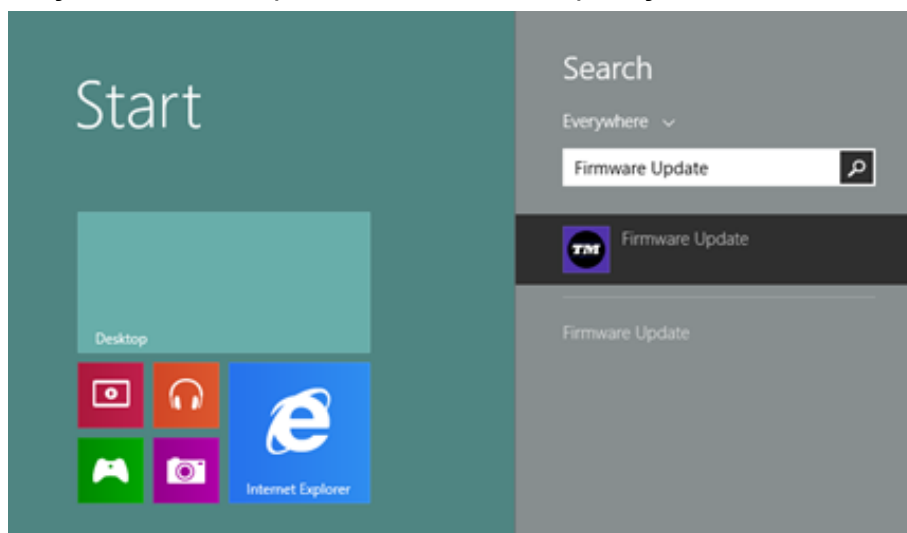 Start
Desktop
Internet Explorer
Search
Everywhere
Firmware Update
TM
Firmware Update
Firmware Update